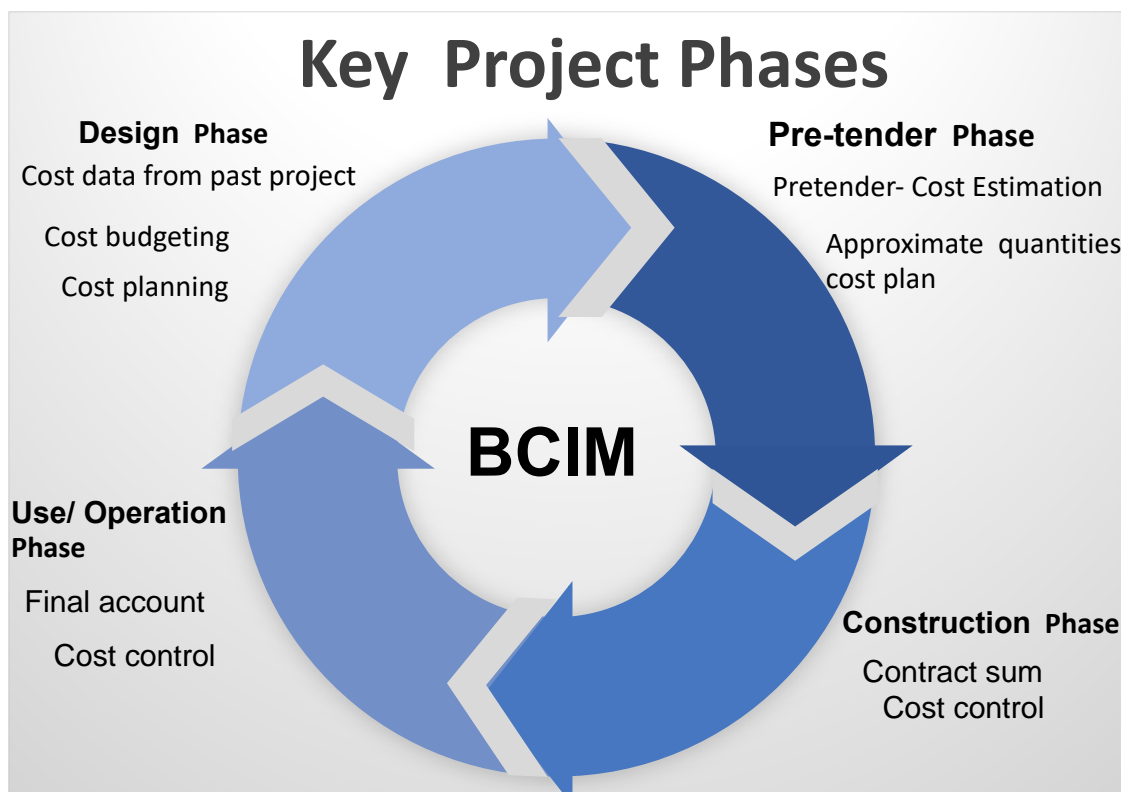 Key Project Phases
Design Phase
Cost data from past project
Cost budgeting
Cost planning
Pre-tender Phase
Pretender- Cost Estimation
Approximate quantities
cost plan
BCIM
Use/ Operation
Phase
Final account
Cost control
Construction Phase
Contract sum
Cost control